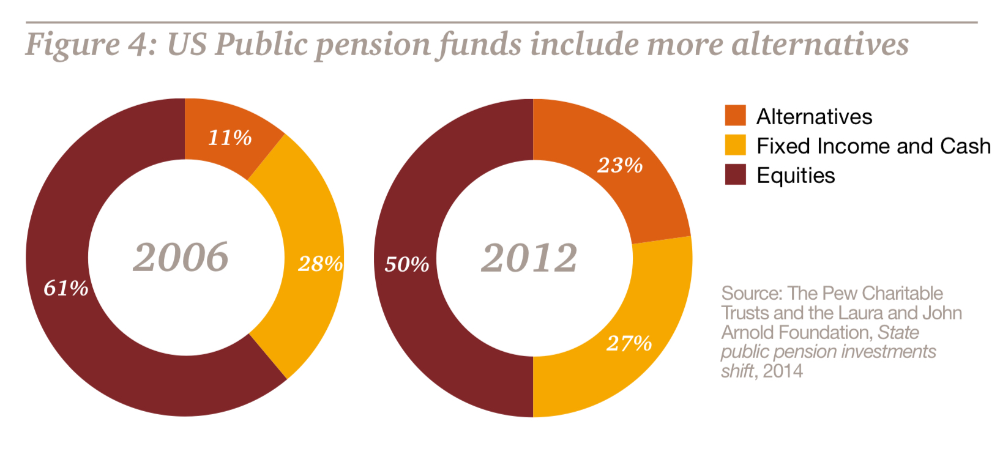 Figure 4: US Public pension funds include more alternatives
11%
28%
61%
2006
23%
27%
50%
2012
Alternatives
Fixed Income and Cash
Equities
Source: The Pew Charitable
Trusts and the Laura and John
Arnold Foundation, State
public pension investments
shift, 2014